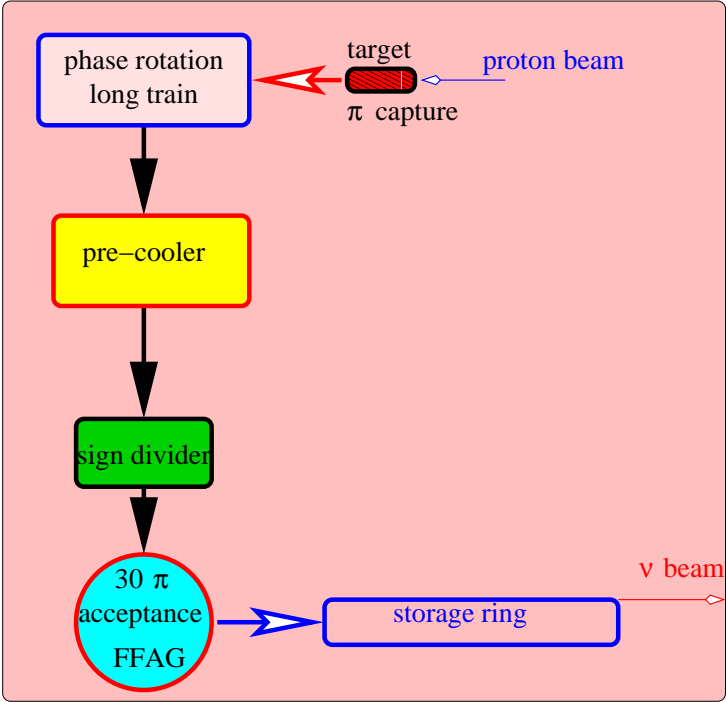 target
proton beam
π capture
phase rotation
long train
pre−cooler
sign divider
30 π
acceptance
FFAG
storage ring
ν beam